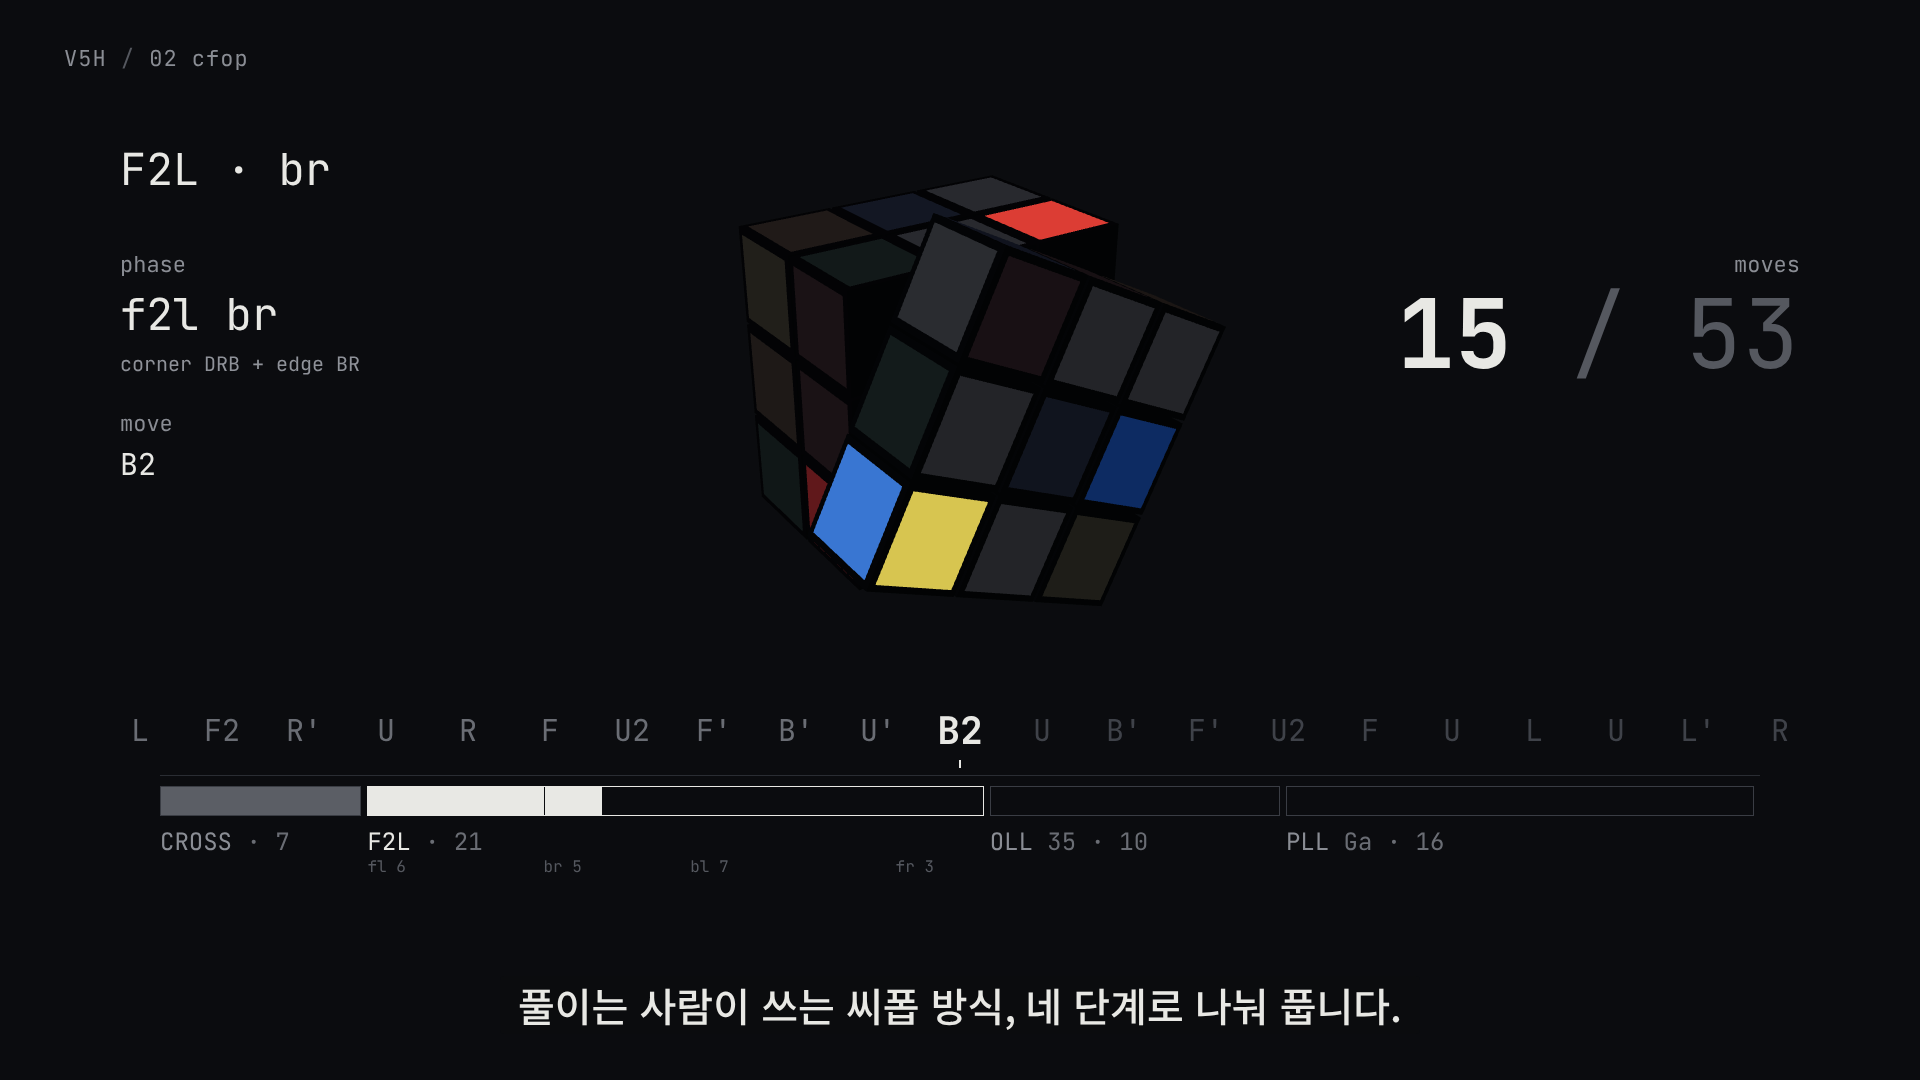 V5H / 02 cfop
F2L · br
phase
f2l br
corner DRB + edge BR
move
B2
moves
15 / 53
L F2 R' U R F U2 F' B' U' B2 U B' F' U2 F U L U L' R
CROSS · 7 F2L · 21 OLL 35 · 10 PLL Ga · 16
fl 6 br 5 bl 7 fr 3
풀이는 사람이 쓰는 씨폽 방식, 네 단계로 나눠 풉니다.